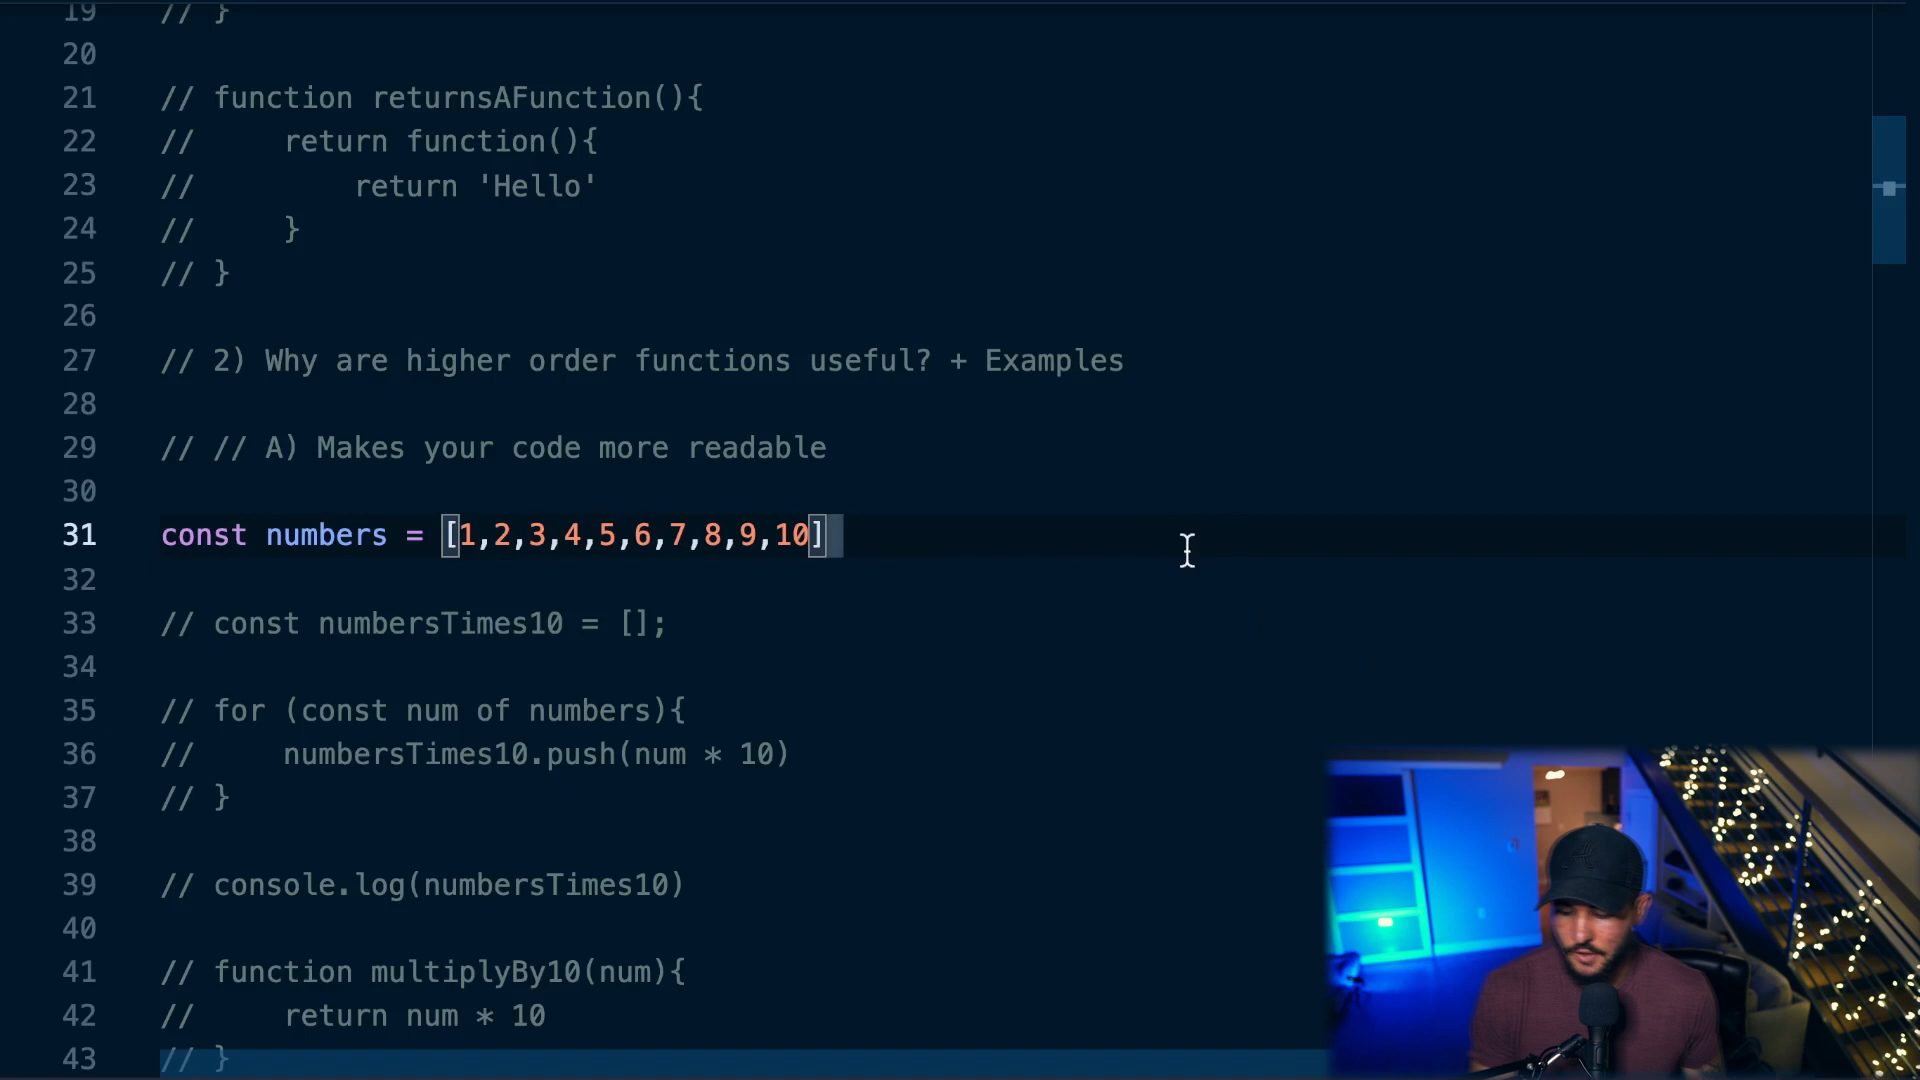 19 // }
20
21 // function returnsAFunction(){
22 //     return function(){
23 //         return 'Hello'
24 //     }
25 // }
26
27 // 2) Why are higher order functions useful? + Examples
28
29 // // A) Makes your code more readable
30
31 const numbers = [1,2,3,4,5,6,7,8,9,10]
32
33 // const numbersTimes10 = [];
34
35 // for (const num of numbers){
36 //     numbersTimes10.push(num * 10)
37 // }
38
39 // console.log(numbersTimes10)
40
41 // function multiplyBy10(num){
42 //     return num * 10
43 // }